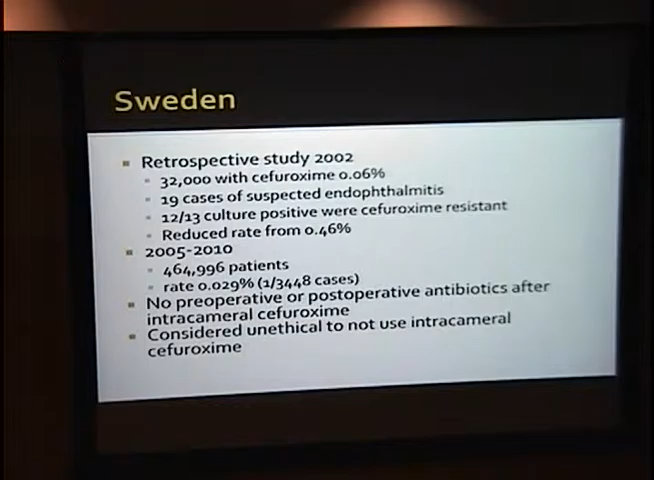 Sweden
Retrospective study 2002
32,000 with cefuroxime 0.06%
19 cases of suspected endophthalmitis
12/13 culture positive were cefuroxime resistant
Reduced rate from 0.46%
2005-2010
464,996 patients
rate 0.029% (1/3448 cases)
No preoperative or postoperative antibiotics after
intracameral cefuroxime
Considered unethical to not use intracameral
cefuroxime